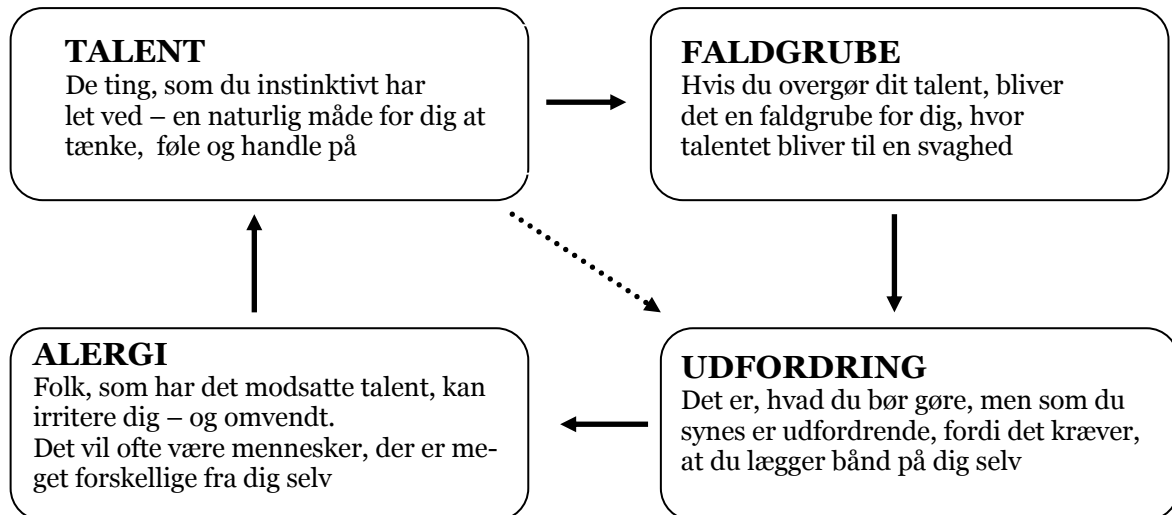 TALENT
De ting, som du instinktivt har
let ved – en naturlig måde for dig at
tænke, føle og handle på
FALDGRUBE
Hvis du overgør dit talent, bliver
det en faldgrube for dig, hvor
talentet bliver til en svaghed
ALERGI
Folk, som har det modsatte talent, kan
irritere dig – og omvendt.
Det vil ofte være mennesker, der er me-
get forskellige fra dig selv
UDFORDRING
Det er, hvad du bør gøre, men som du
synes er udfordrende, fordi det kræver,
at du lægger bånd på dig selv